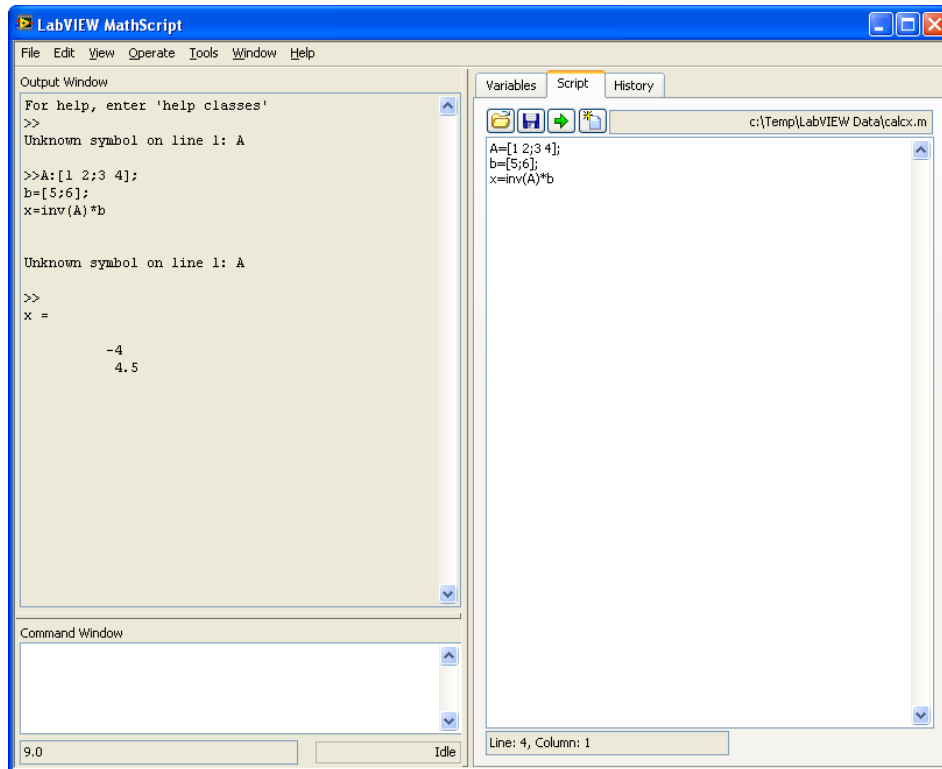 LabVIEW MathScript
File Edit View Operate Tools Window Help
Output Window
For help, enter 'help classes'
>>
Unknown symbol on line 1: A
>>A:[1 2;3 4];
b=[5;6];
x=inv(A)*b
Unknown symbol on line 1: A
>>
x =
-4
4.5
Command Window
9.0
Idle
Variables Script History
c:\Temp\LabVIEW Data\calcx.m
A=[1 2;3 4];
b=[5;6];
x=inv(A)*b
Line: 4, Column: 1